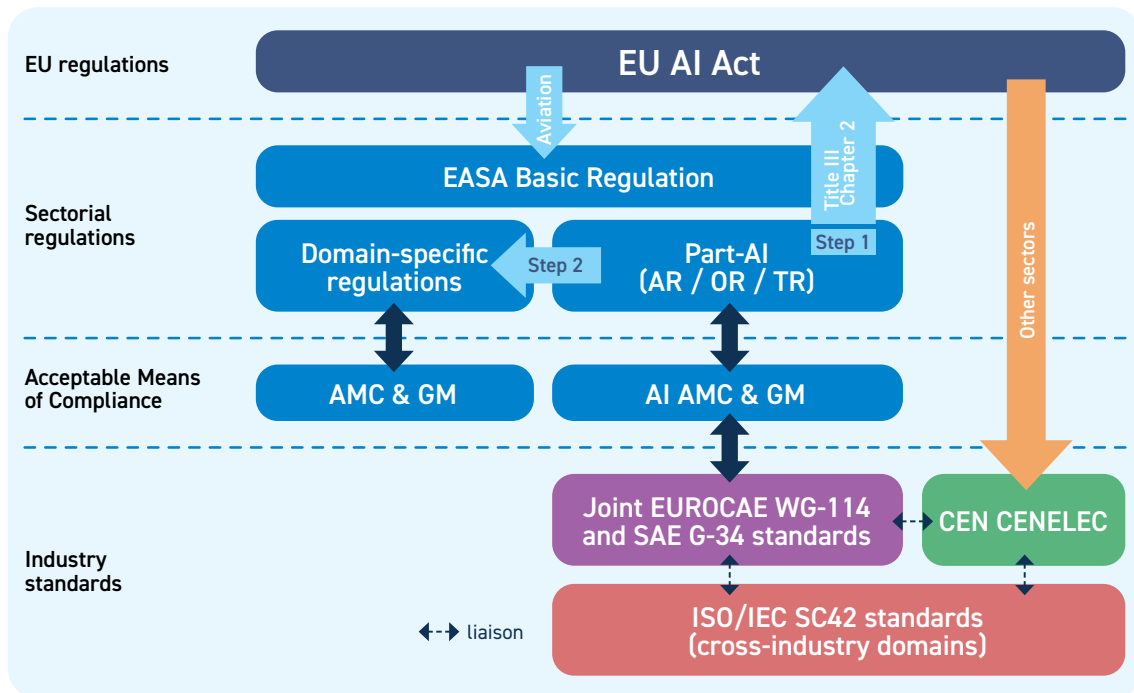 EU regulations
EU AI Act
Aviation
Title III
Chapter 2
Other sectors
EASA Basic Regulation
Sectorial
regulations
Domain-specific
regulations
Step 2
Part-AI
(AR / OR / TR)
Step 1
Acceptable Means
of Compliance
AMC & GM
AI AMC & GM
Industry
standards
Joint EUROCAE WG-114
and SAE G-34 standards
CEN CENELEC
ISO/IEC SC42 standards
(cross-industry domains)
liaison